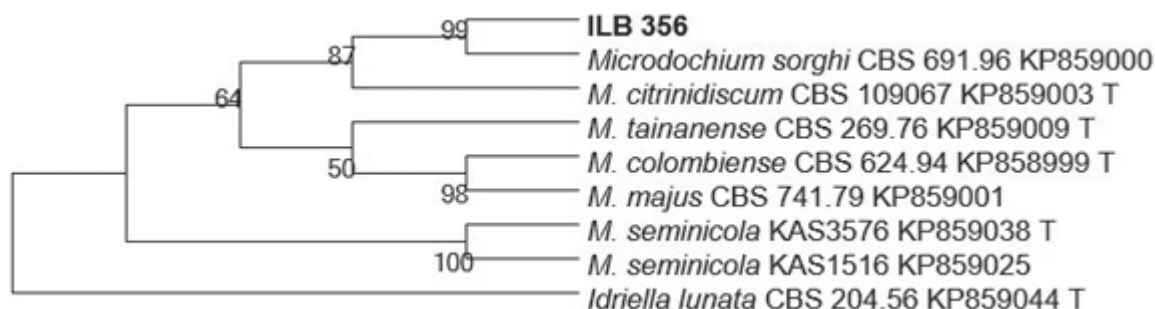 99
ILB 356
Microdochium sorghi CBS 691.96 KP859000
87
M. citrinidiscum CBS 109067 KP859003 T
64
M. tainanense CBS 269.76 KP859009 T
50
M. colombiense CBS 624.94 KP858999 T
98
M. majus CBS 741.79 KP859001
M. seminicola KAS3576 KP859038 T
100
M. seminicola KAS1516 KP859025
Idriella lunata CBS 204.56 KP859044 T